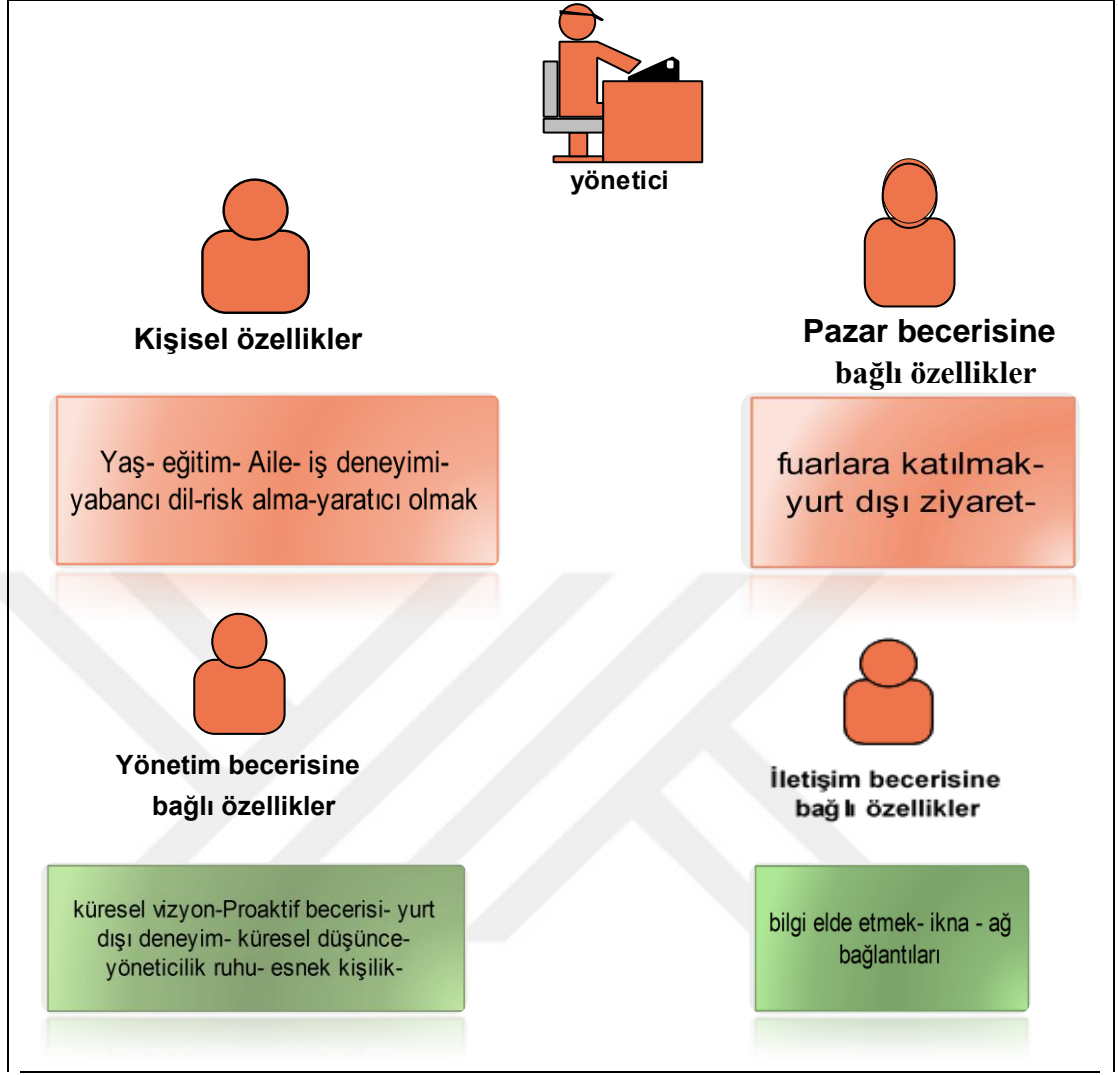 yönetici
Kişisel özellikler
Yaş- eğitim- Aile- iş deneyimi-
yabancı dil-risk alma-yaratıcı olmak
Pazar becerisine
bağlı özellikler
fuarlara katılmak-
yurt dışı ziyaret-
Yönetim becerisine
bağlı özellikler
küresel vizyon-Proaktif becerisi- yurt
dışı deneyim- küresel düşünce-
yöneticilik ruhu- esnek kişilik-
İletişim becerisine
bağlı özellikler
bilgi elde etmek- ikna - ağ
bağlantıları